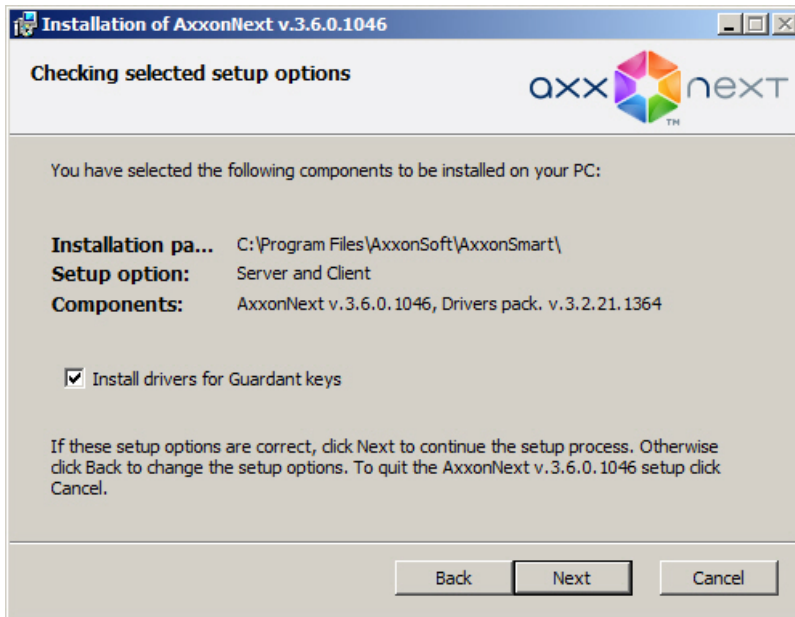 Installation of AxxonNext v.3.6.0.1046
Checking selected setup options
axx next
TM
You have selected the following components to be installed on your PC:
Installation pa... C:\Program Files\AxxonSoft\AxxonSmart\
Setup option: Server and Client
Components: AxxonNext v.3.6.0.1046, Drivers pack. v.3.2.21.1364
Install drivers for Guardant keys
If these setup options are correct, click Next to continue the setup process. Otherwise
click Back to change the setup options. To quit the AxxonNext v.3.6.0.1046 setup click
Cancel.
Back Next Cancel